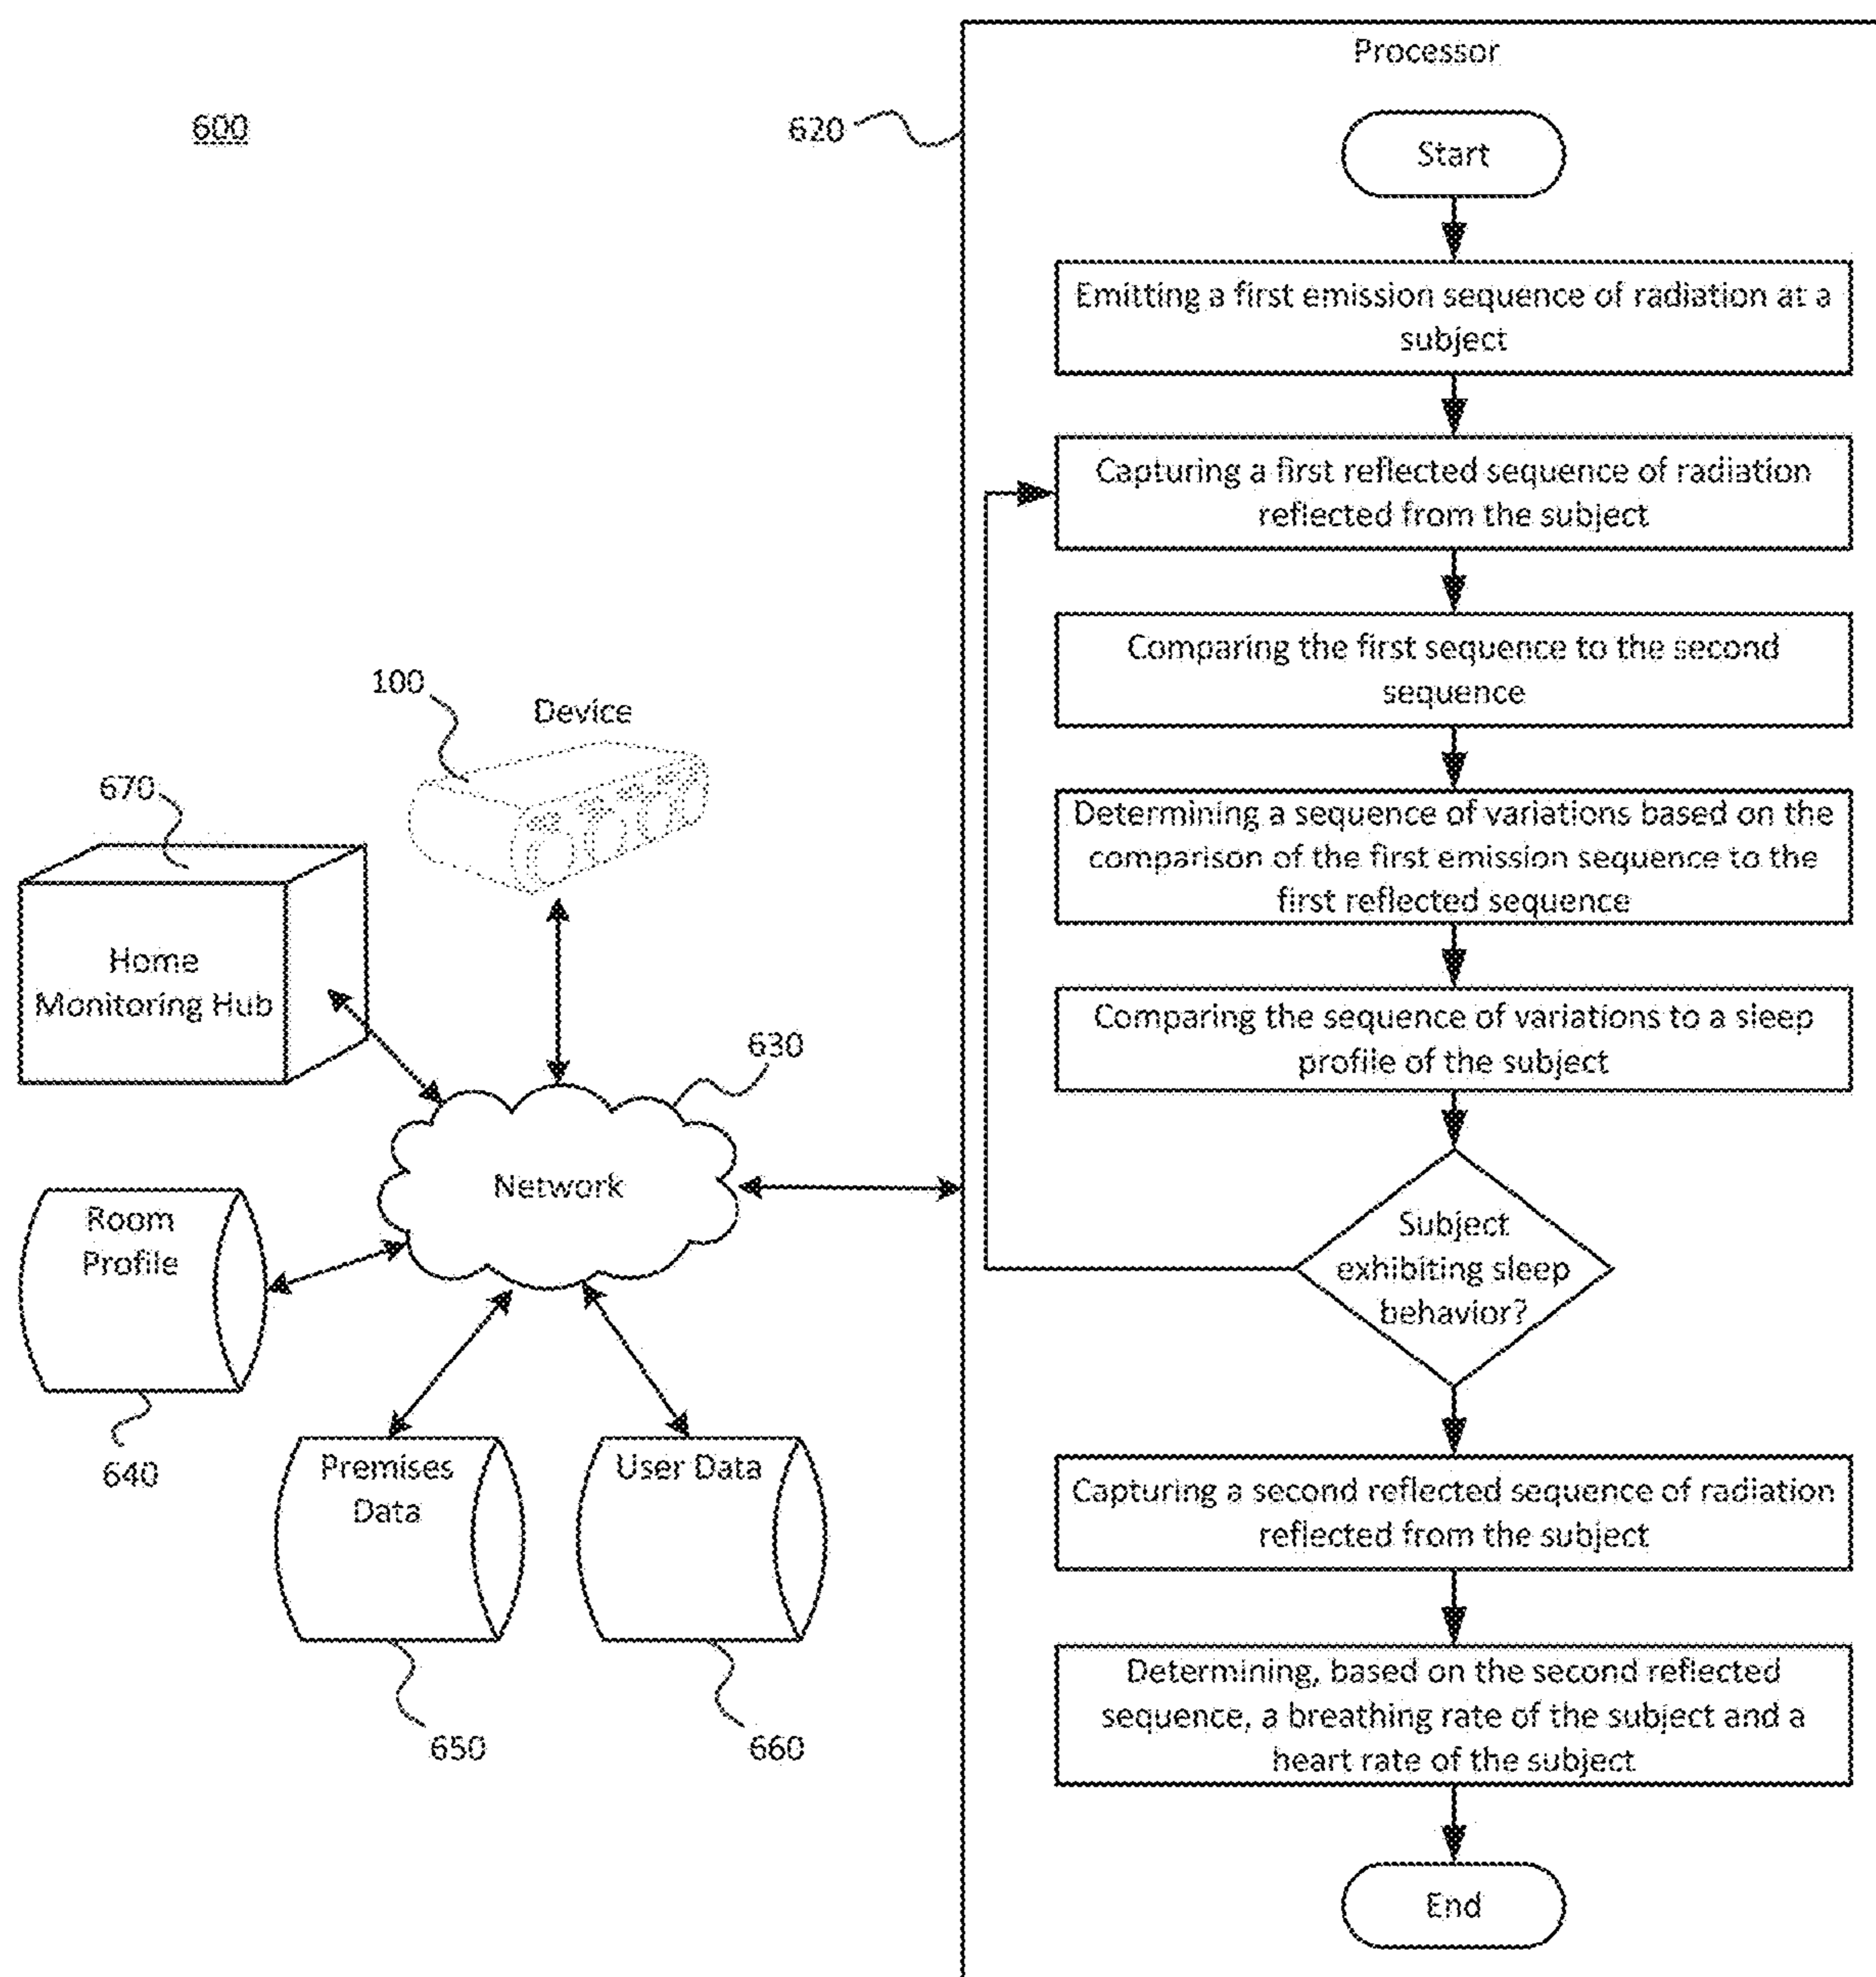 600
620
Processor
Start
Emitting a first emission sequence of radiation at a
subject
Capturing a first reflected sequence of radiation
reflected from the subject
Comparing the first sequence to the second
sequence
Determining a sequence of variations based on the
comparison of the first emission sequence to the
first reflected sequence
Comparing the sequence of variations to a sleep
profile of the subject
Subject
exhibiting sleep
behavior?
Capturing a second reflected sequence of radiation
reflected from the subject
Determining, based on the second reflected
sequence, a breathing rate of the subject and a
heart rate of the subject
End
100
Device
670
Home
Monitoring Hub
630
Network
Room
Profile
640
Premises
Data
650
User Data
660